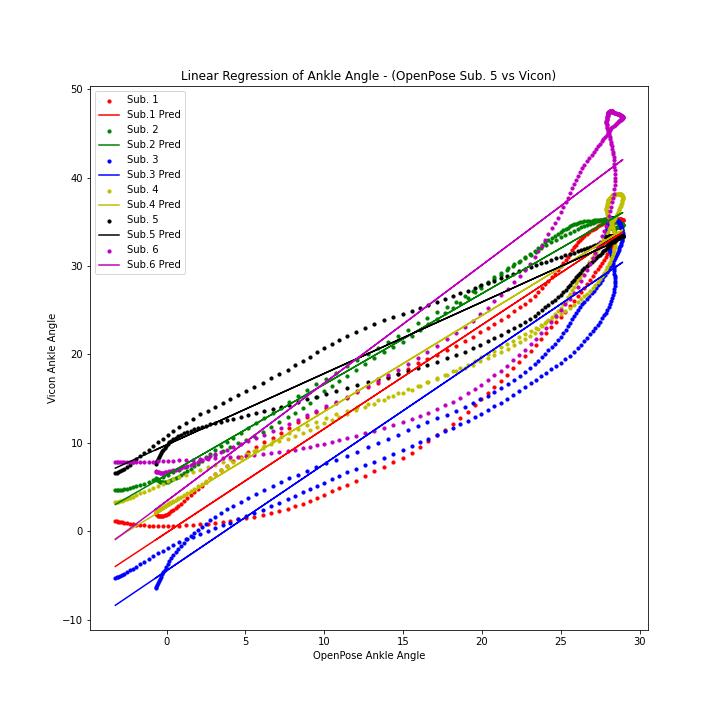 Linear Regression of Ankle Angle - (OpenPose Sub. 5 vs Vicon)
50
40
30
20
10
0
−10
Vicon Ankle Angle
Sub. 1
Sub.1 Pred
Sub. 2
Sub.2 Pred
Sub. 3
Sub.3 Pred
Sub. 4
Sub.4 Pred
Sub. 5
Sub.5 Pred
Sub. 6
Sub.6 Pred
0 5 10 15 20 25 30
OpenPose Ankle Angle